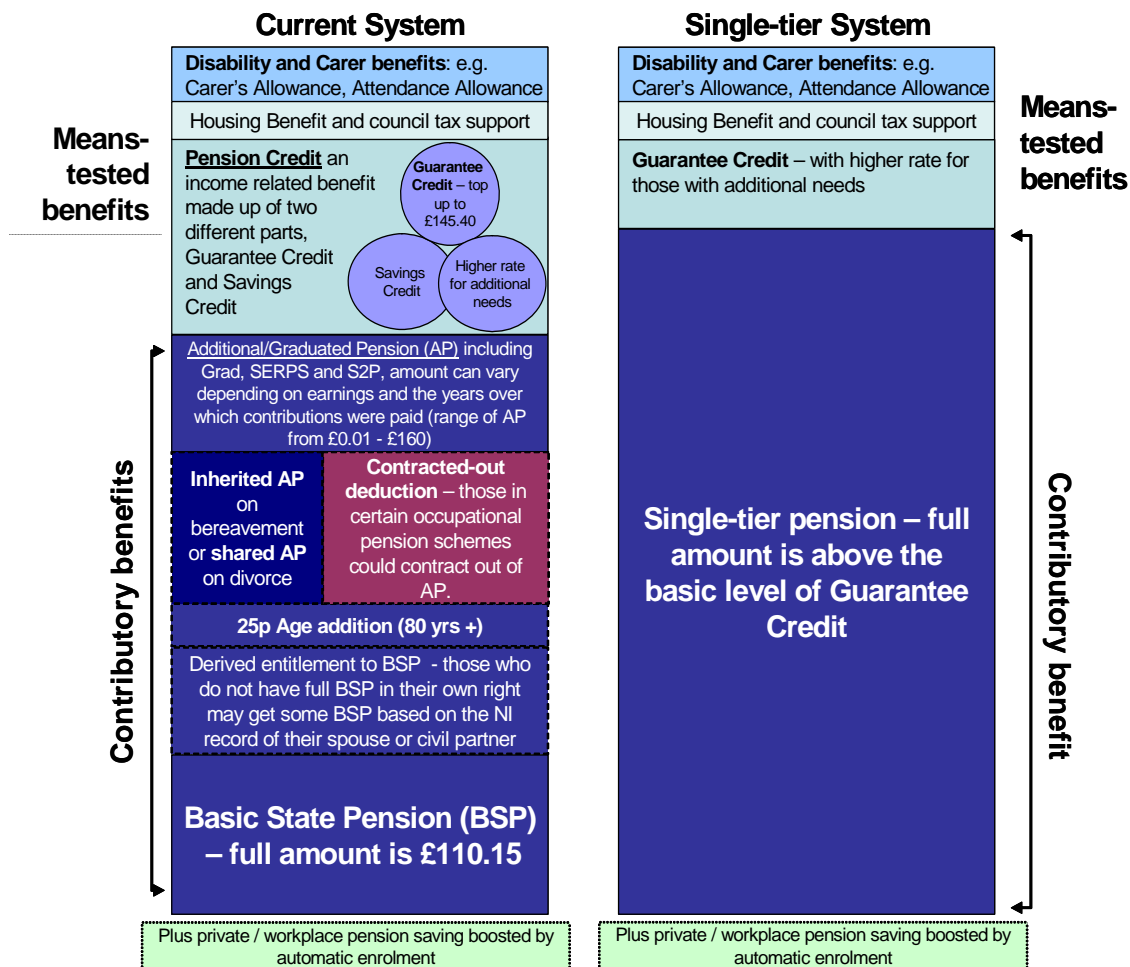 Current System
Disability and Carer benefits: e.g.
Carer's Allowance, Attendance Allowance
Housing Benefit and council tax support
Means-
tested
benefits
Pension Credit an
income related benefit
made up of two
different parts,
Guarantee Credit
and Savings
Credit
Guarantee
Credit – top
up to
£145.40
Savings
Credit
Higher rate
for additional
needs
Contributory benefits
Additional/Graduated Pension (AP) including
Grad, SERPS and S2P, amount can vary
depending on earnings and the years over
which contributions were paid (range of AP
from £0.01 - £160)
Inherited AP
on
bereavement
or shared AP
on divorce
Contracted-out
deduction – those in
certain occupational
pension schemes
could contract out of
AP.
25p Age addition (80 yrs +)
Derived entitlement to BSP - those who
do not have full BSP in their own right
may get some BSP based on the NI
record of their spouse or civil partner
Basic State Pension (BSP)
– full amount is £110.15
Plus private / workplace pension saving boosted by
automatic enrolment
Single-tier System
Disability and Carer benefits: e.g.
Carer's Allowance, Attendance Allowance
Housing Benefit and council tax support
Guarantee Credit – with higher rate for
those with additional needs
Means-
tested
benefits
Single-tier pension – full
amount is above the
basic level of Guarantee
Credit
Contributory benefit
Plus private / workplace pension saving boosted by
automatic enrolment